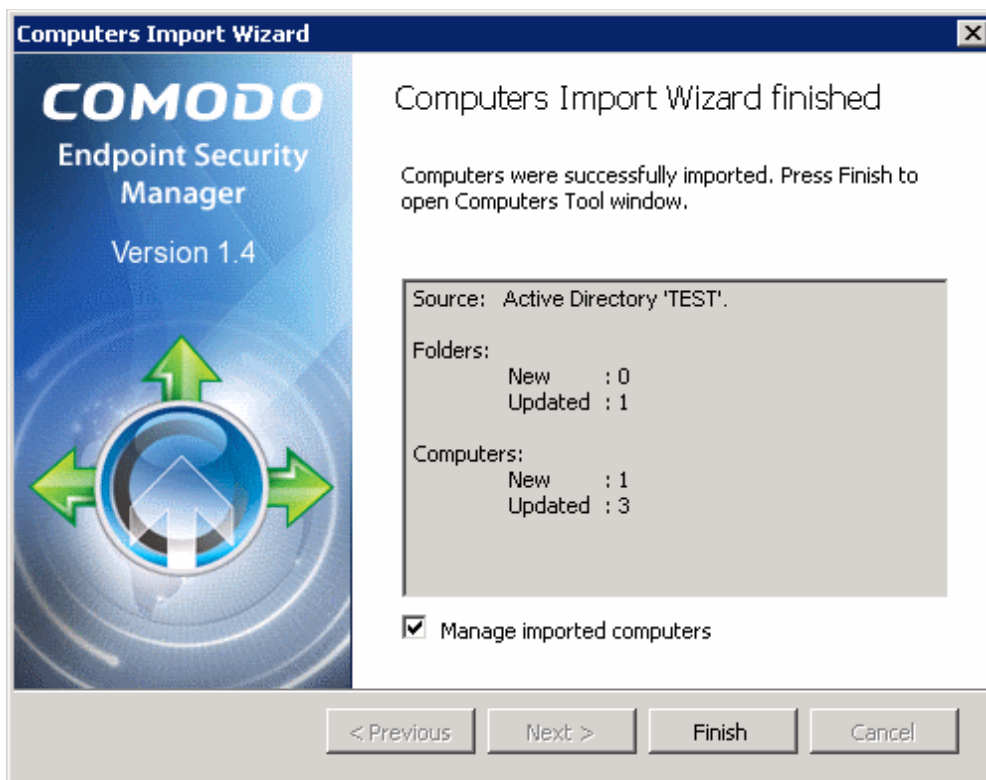 Computers Import Wizard
COMODO
Endpoint Security
Manager
Version 1.4
Computers Import Wizard finished
Computers were successfully imported. Press Finish to
open Computers Tool window.
Source: Active Directory 'TEST'.
Folders:
New : 0
Updated : 1
Computers:
New : 1
Updated : 3
Manage imported computers
< Previous
Next >
Finish
Cancel